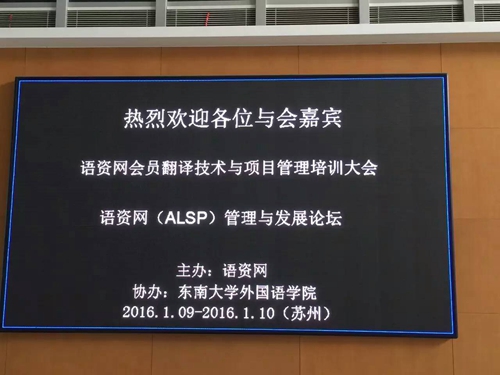 热烈欢迎各位与会嘉宾
语资网会员翻译技术与项目管理培训大会
语资网（ALSP）管理与发展论坛
主办：语资网
协办：东南大学外国语学院
2016.1.09-2016.1.10（苏州）